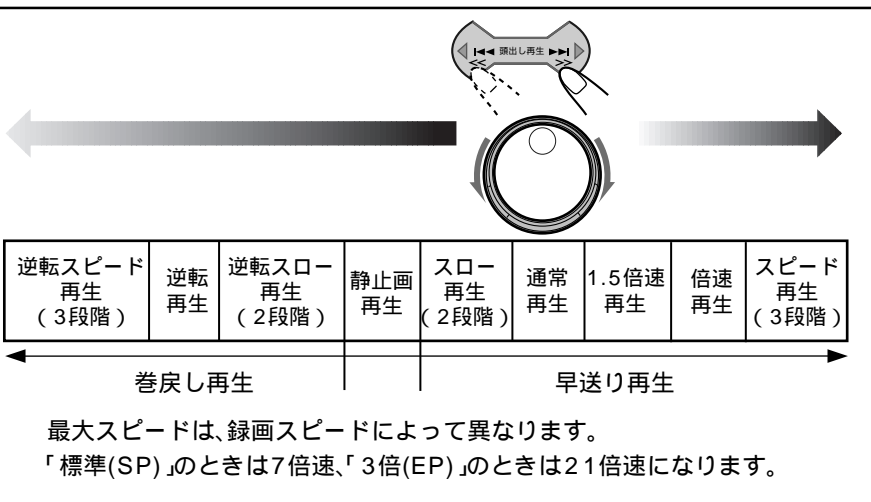 頭出し再生
逆転スピード
再生
(3段階)
逆転
再生
逆転スロー
再生
(2段階)
静止画
再生
スロー
再生
(2段階)
通常
再生
1.5倍速
再生
倍速
再生
スピード
再生
(3段階)
巻戻し再生
早送り再生
最大スピードは、録画スピードによって異なります。
「標準(SP)」のときは7倍速、「3倍(EP)」のときは21倍速になります。